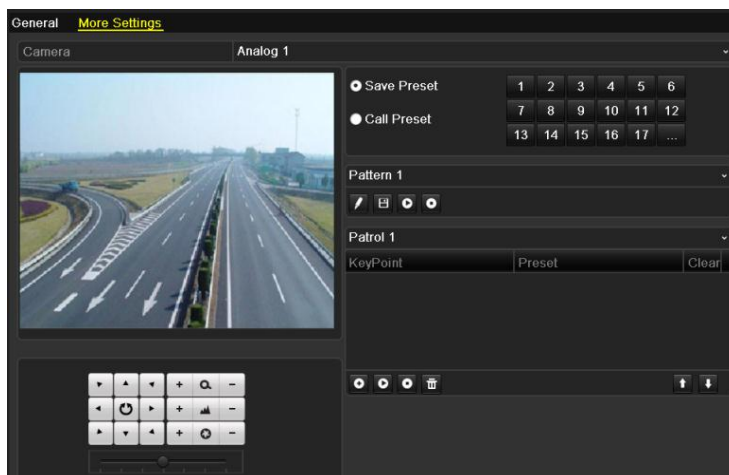 General More Settings
Camera Analog 1
Save Preset 1 2 3 4 5 6
Call Preset 7 8 9 10 11 12
13 14 15 16 17 ...
Pattern 1
Patrol 1
KeyPoint Preset Clear